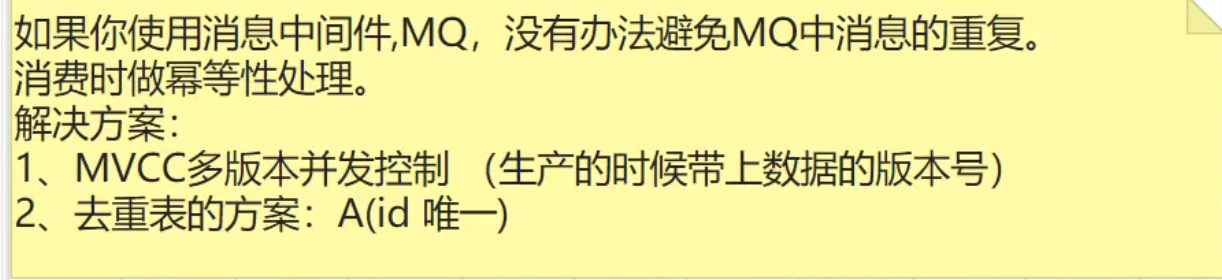 如果你使用消息中间件,MQ，没有办法避免MQ中消息的重复。
消费时做幂等性处理。
解决方案：
1、MVCC多版本并发控制 （生产的时候带上数据的版本号）
2、去重表的方案：A(id 唯一)